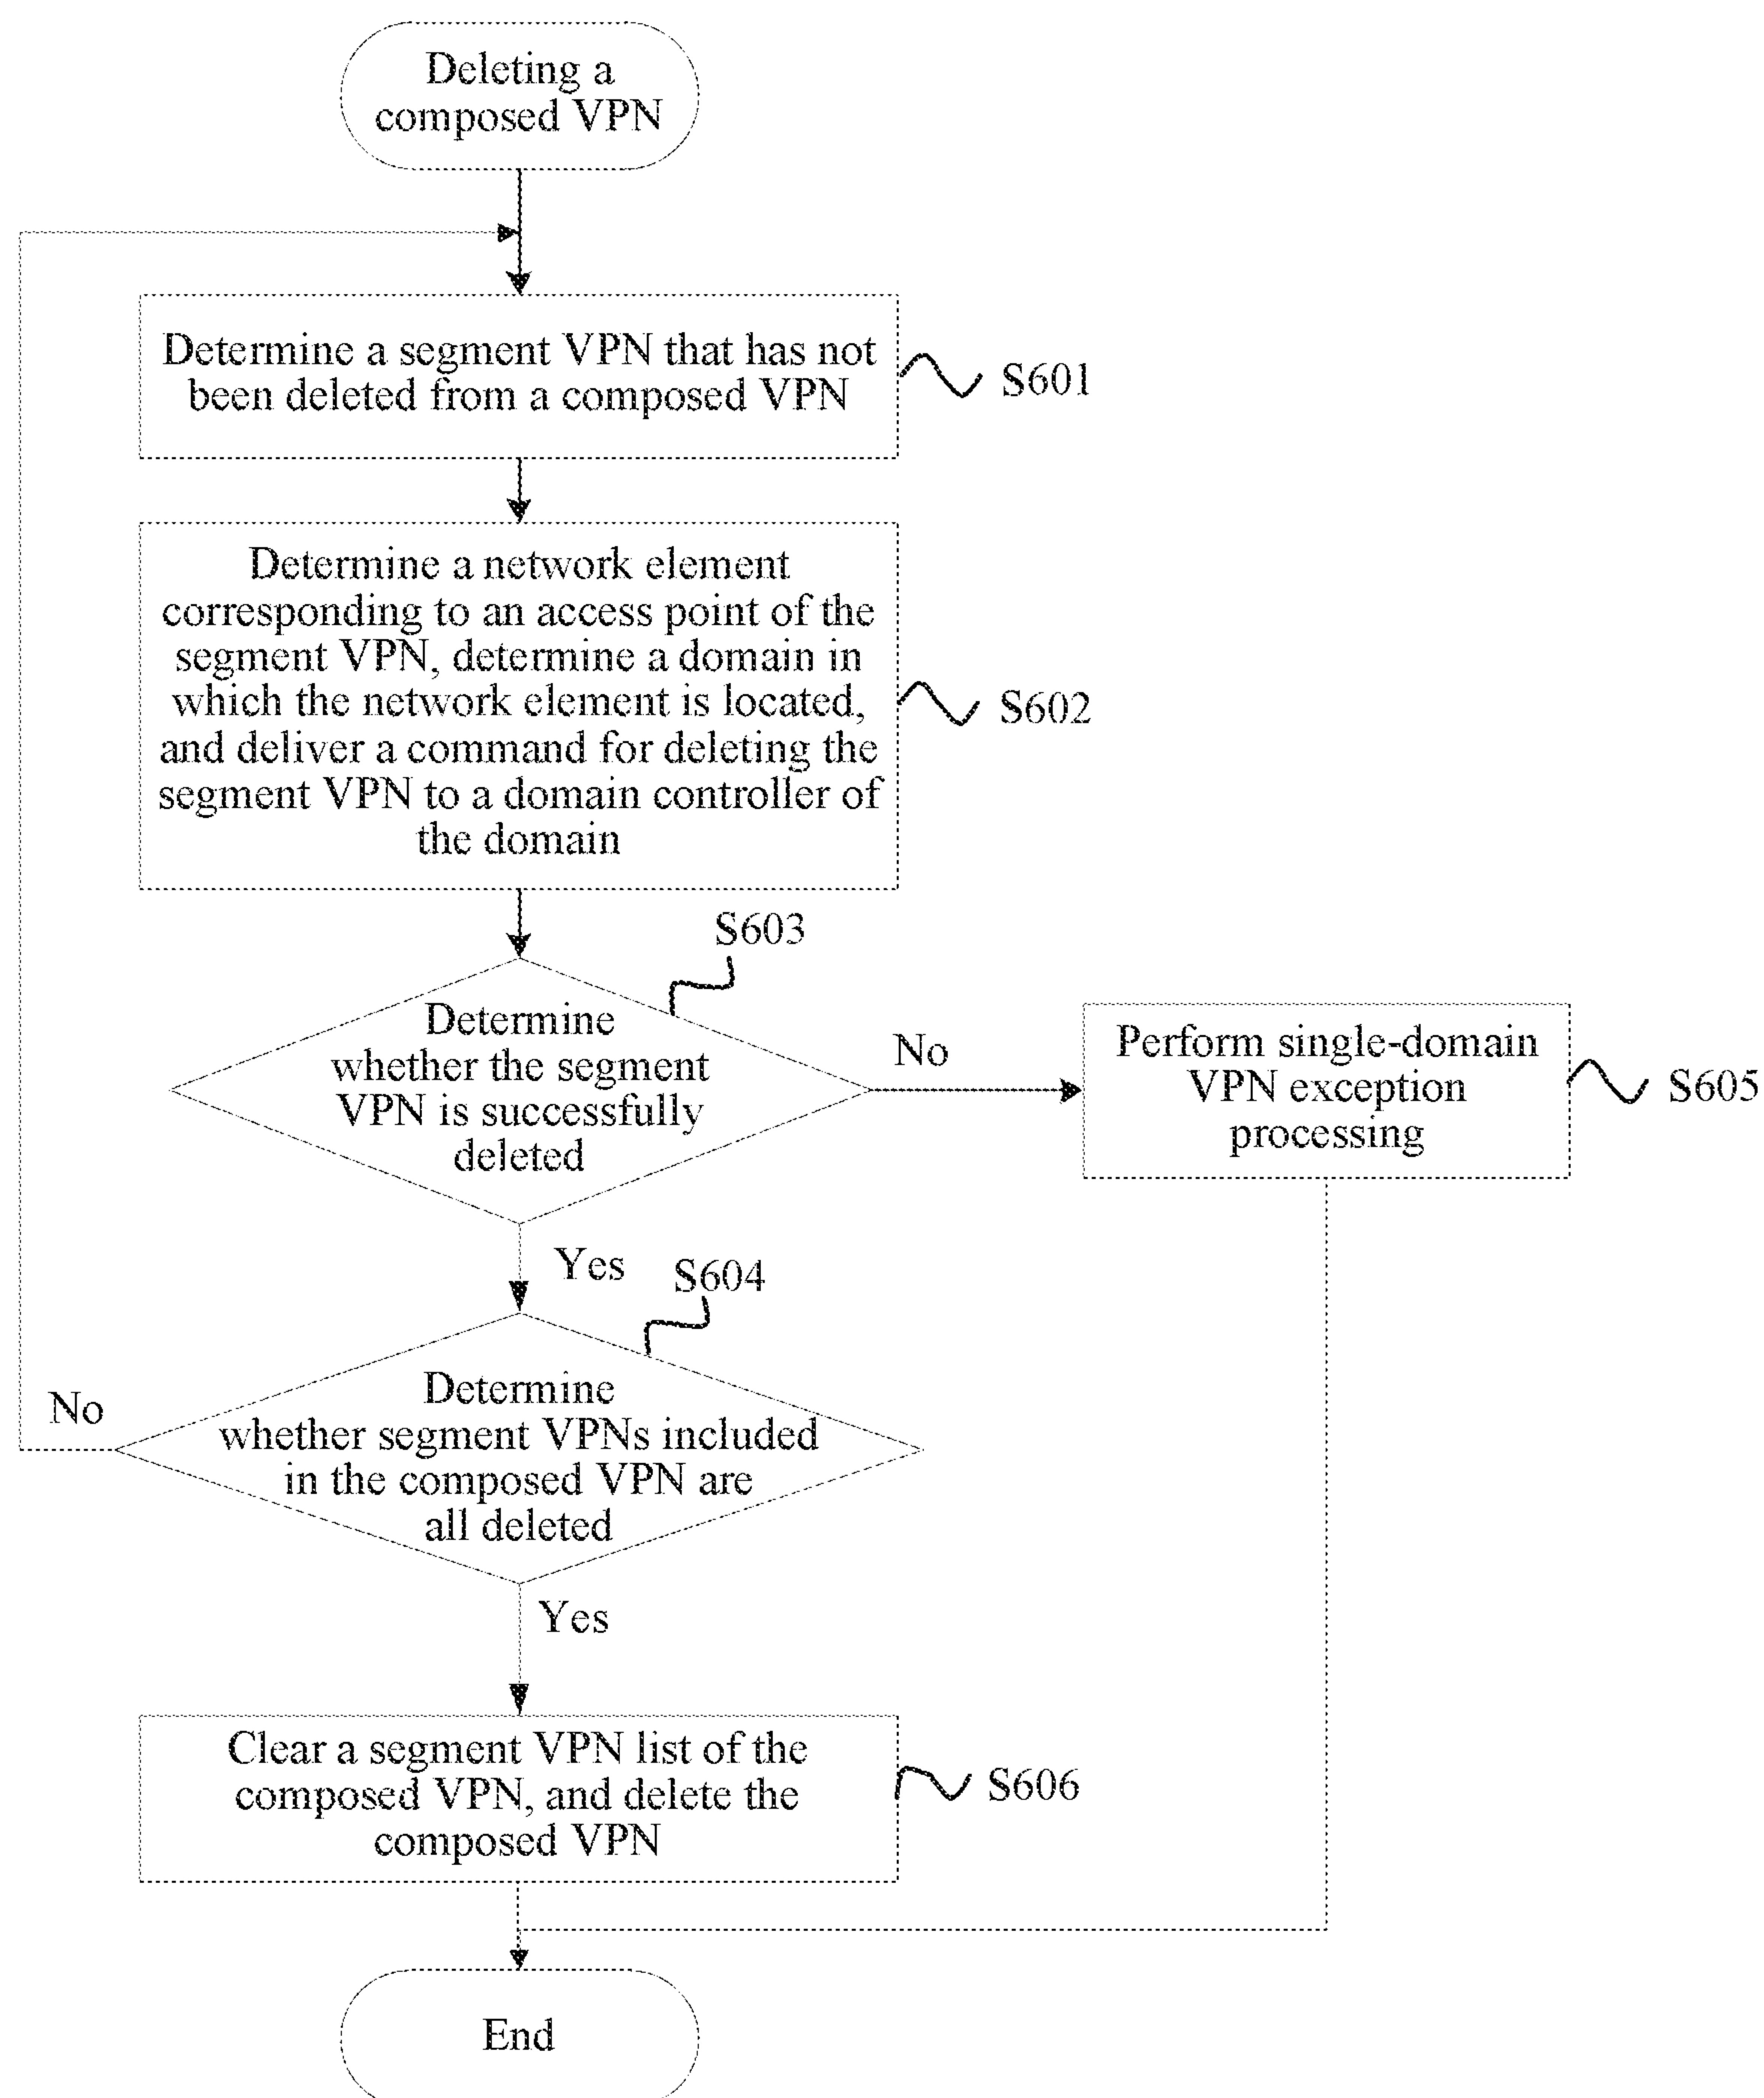 Deleting a
composed VPN
Determine a segment VPN that has not
been deleted from a composed VPN
S601
Determine a network element
corresponding to an access point of the
segment VPN, determine a domain in
which the network element is located,
and deliver a command for deleting the
segment VPN to a domain controller of
the domain
S602
S603
Determine
whether the segment
VPN is successfully
deleted
No
Perform single-domain
VPN exception
processing
S605
Yes
S604
Determine
whether segment VPNs included
in the composed VPN are
all deleted
No
Yes
Clear a segment VPN list of the
composed VPN, and delete the
composed VPN
S606
End